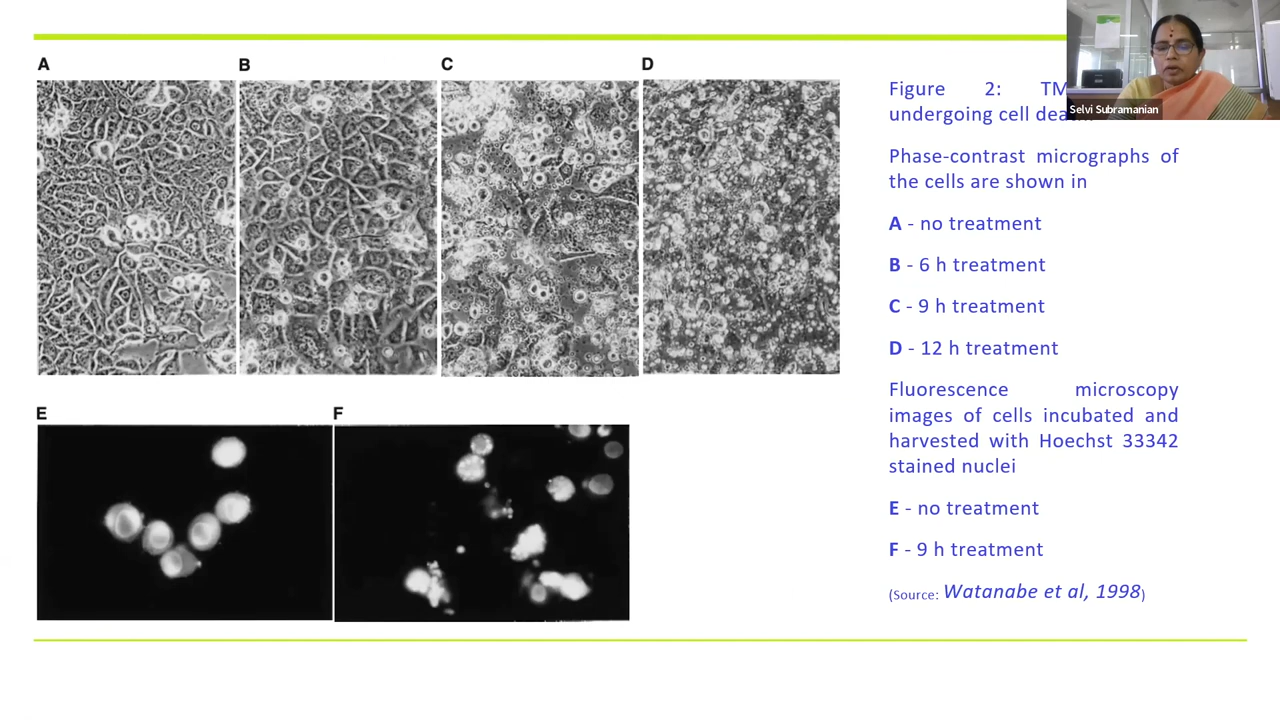 A B C D
Figure 2:
undergoing cell
Selvi Subramanian
Phase-contrast micrographs of
the cells are shown in
A - no treatment
B - 6 h treatment
C - 9 h treatment
D - 12 h treatment
Fluorescence microscopy
images of cells incubated and
harvested with Hoechst 33342
stained nuclei
E F
E - no treatment
F - 9 h treatment
(Source: Watanabe et al, 1998)